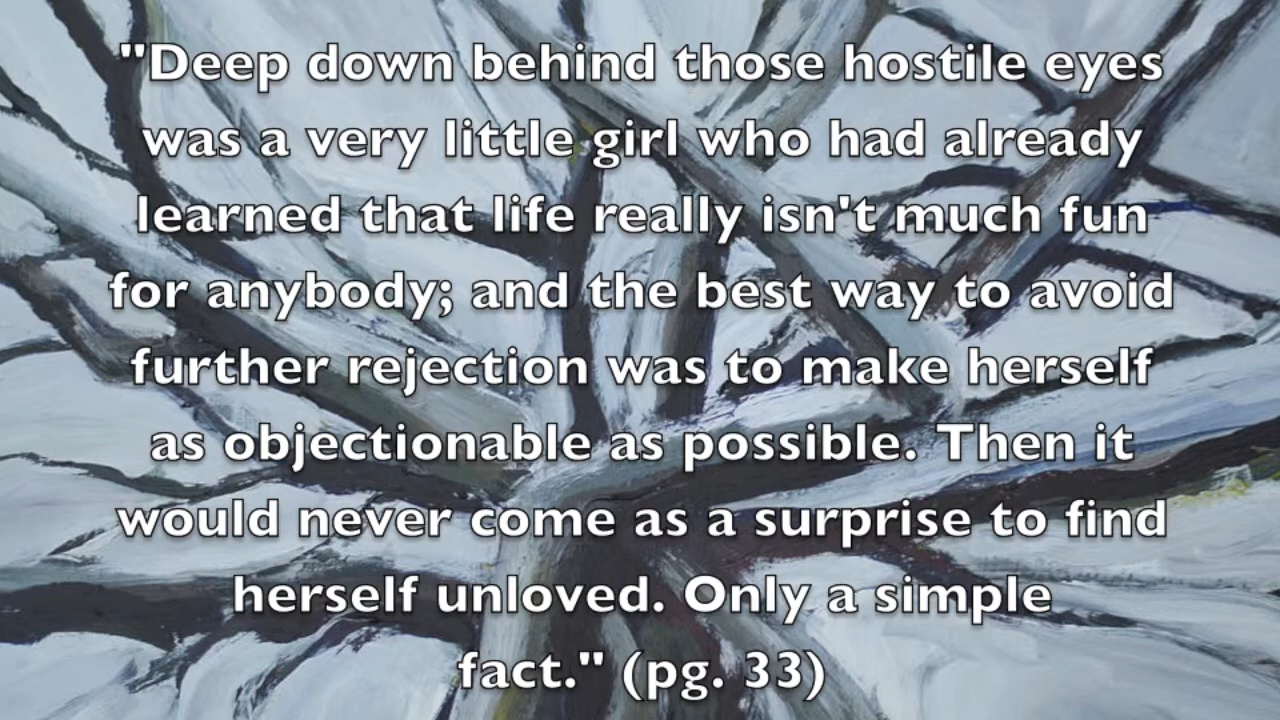 "Deep down behind those hostile eyes
was a very little girl who had already
learned that life really isn't much fun
for anybody; and the best way to avoid
further rejection was to make herself
as objectionable as possible. Then it
would never come as a surprise to find
herself unloved. Only a simple
fact." (pg. 33)